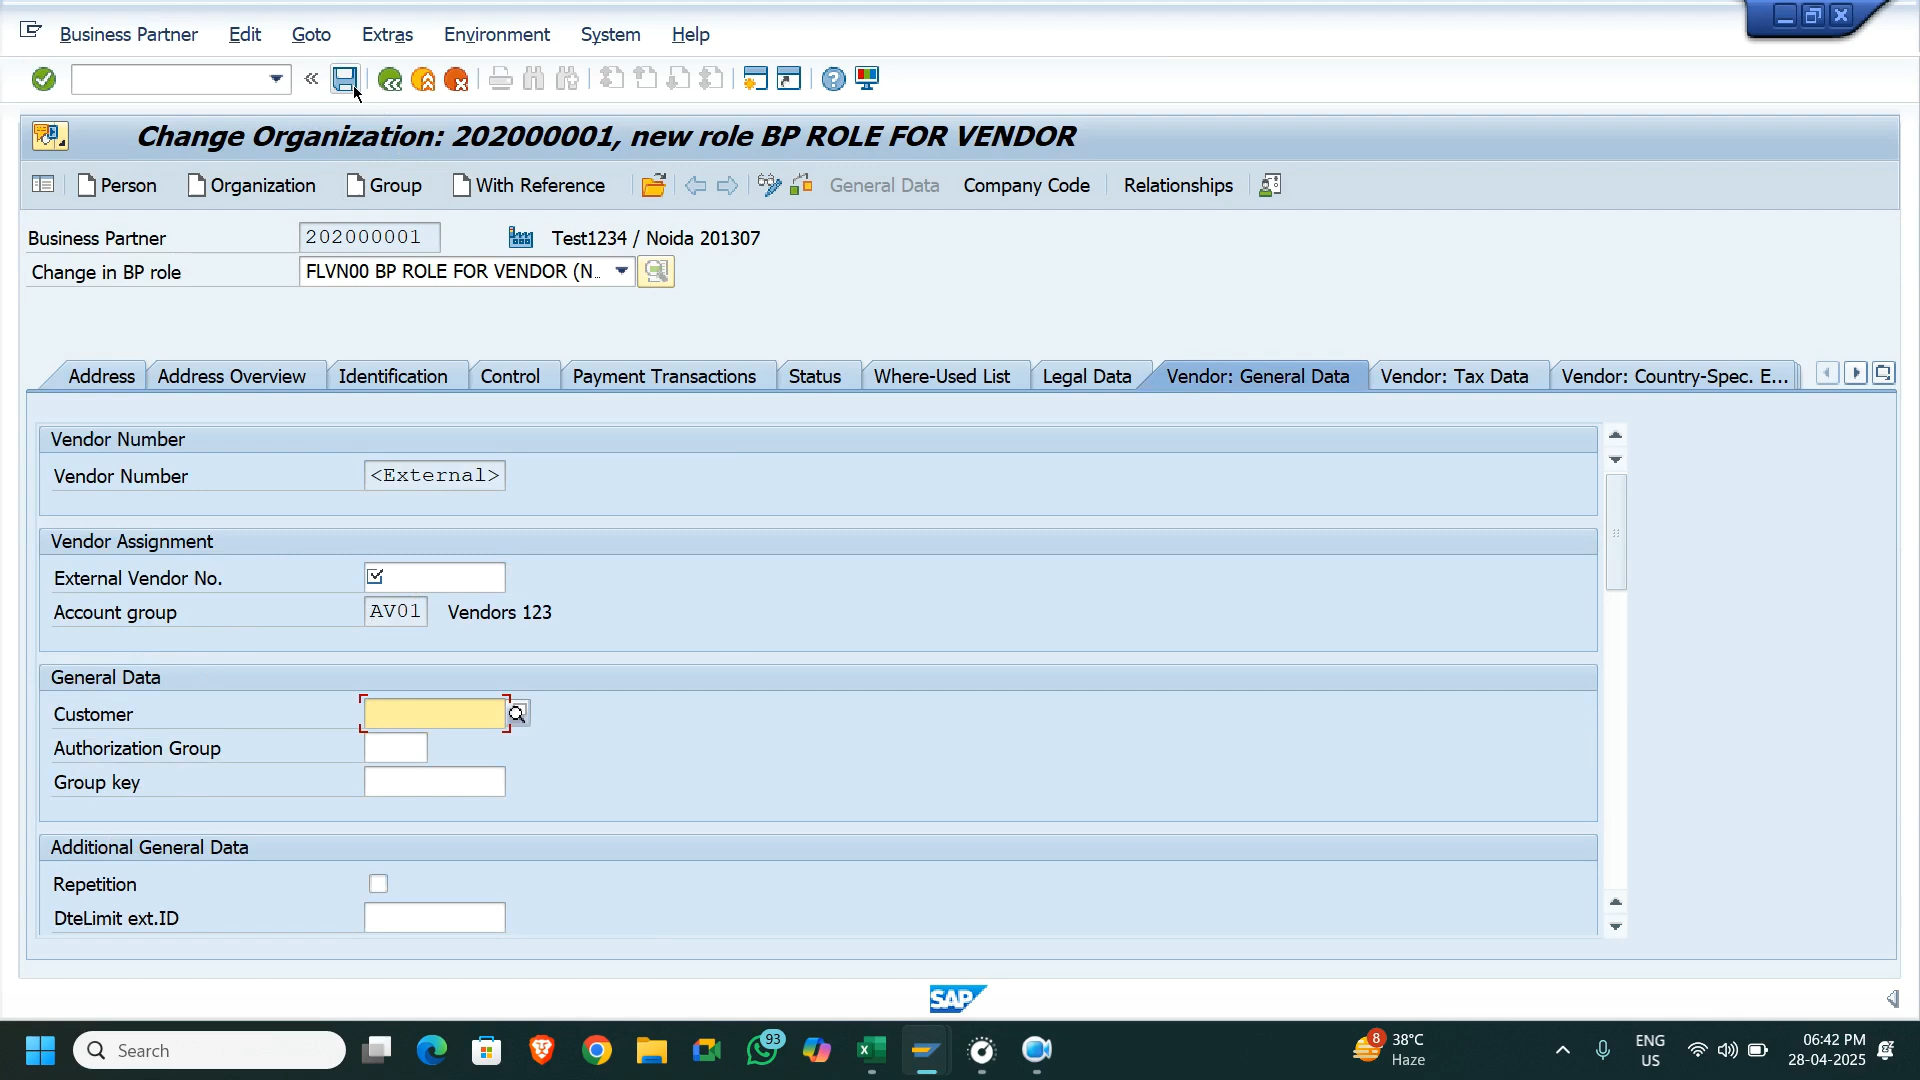 Business Partner Edit Goto Extras Environment System Help
Change Organization: 202000001, new role BP ROLE FOR VENDOR
Person Organization Group With Reference General Data Company Code Relationships
Business Partner 202000001 Test1234 / Noida 201307
Change in BP role FLVN00 BP ROLE FOR VENDOR (N...
Address Address Overview Identification Control Payment Transactions Status Where-Used List Legal Data Vendor: General Data Vendor: Tax Data Vendor: Country-Spec. E...
Vendor Number
Vendor Number <External>
Vendor Assignment
External Vendor No.
Account group AV01 Vendors 123
General Data
Customer
Authorization Group
Group key
Additional General Data
Repetition
DteLimit ext.ID
SAP
Search 93 8 38°C ENG 06:42 PM
Haze US 28-04-2025